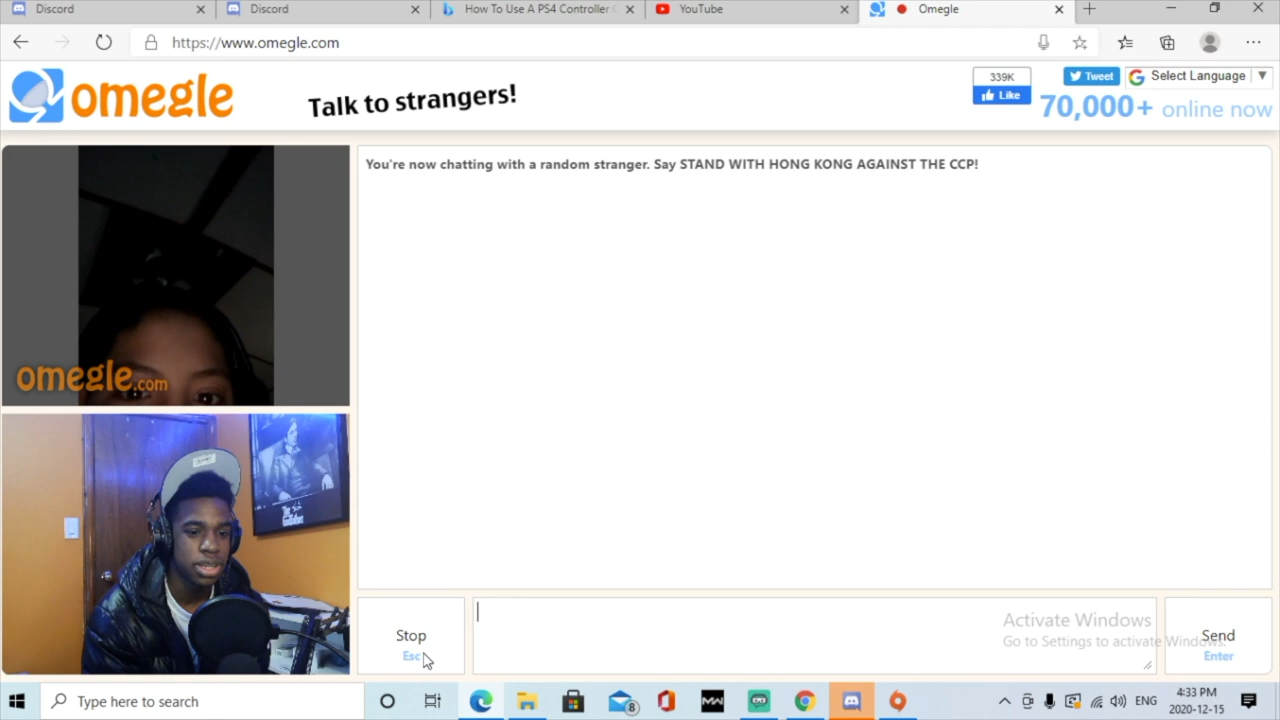 Discord
Discord
How To Use A PS4 Controller
YouTube
Omegle
https://www.omegle.com
omegle
Talk to strangers!
339K
Like
Tweet
Select Language
70,000+ online now
You're now chatting with a random stranger. Say STAND WITH HONG KONG AGAINST THE CCP!
omegle.com
The
Godfather
Stop
Esc
Activate Windows
Go to Settings to activate Windows.
Send
Enter
Type here to search
8
ENG
4:33 PM
2020-12-15